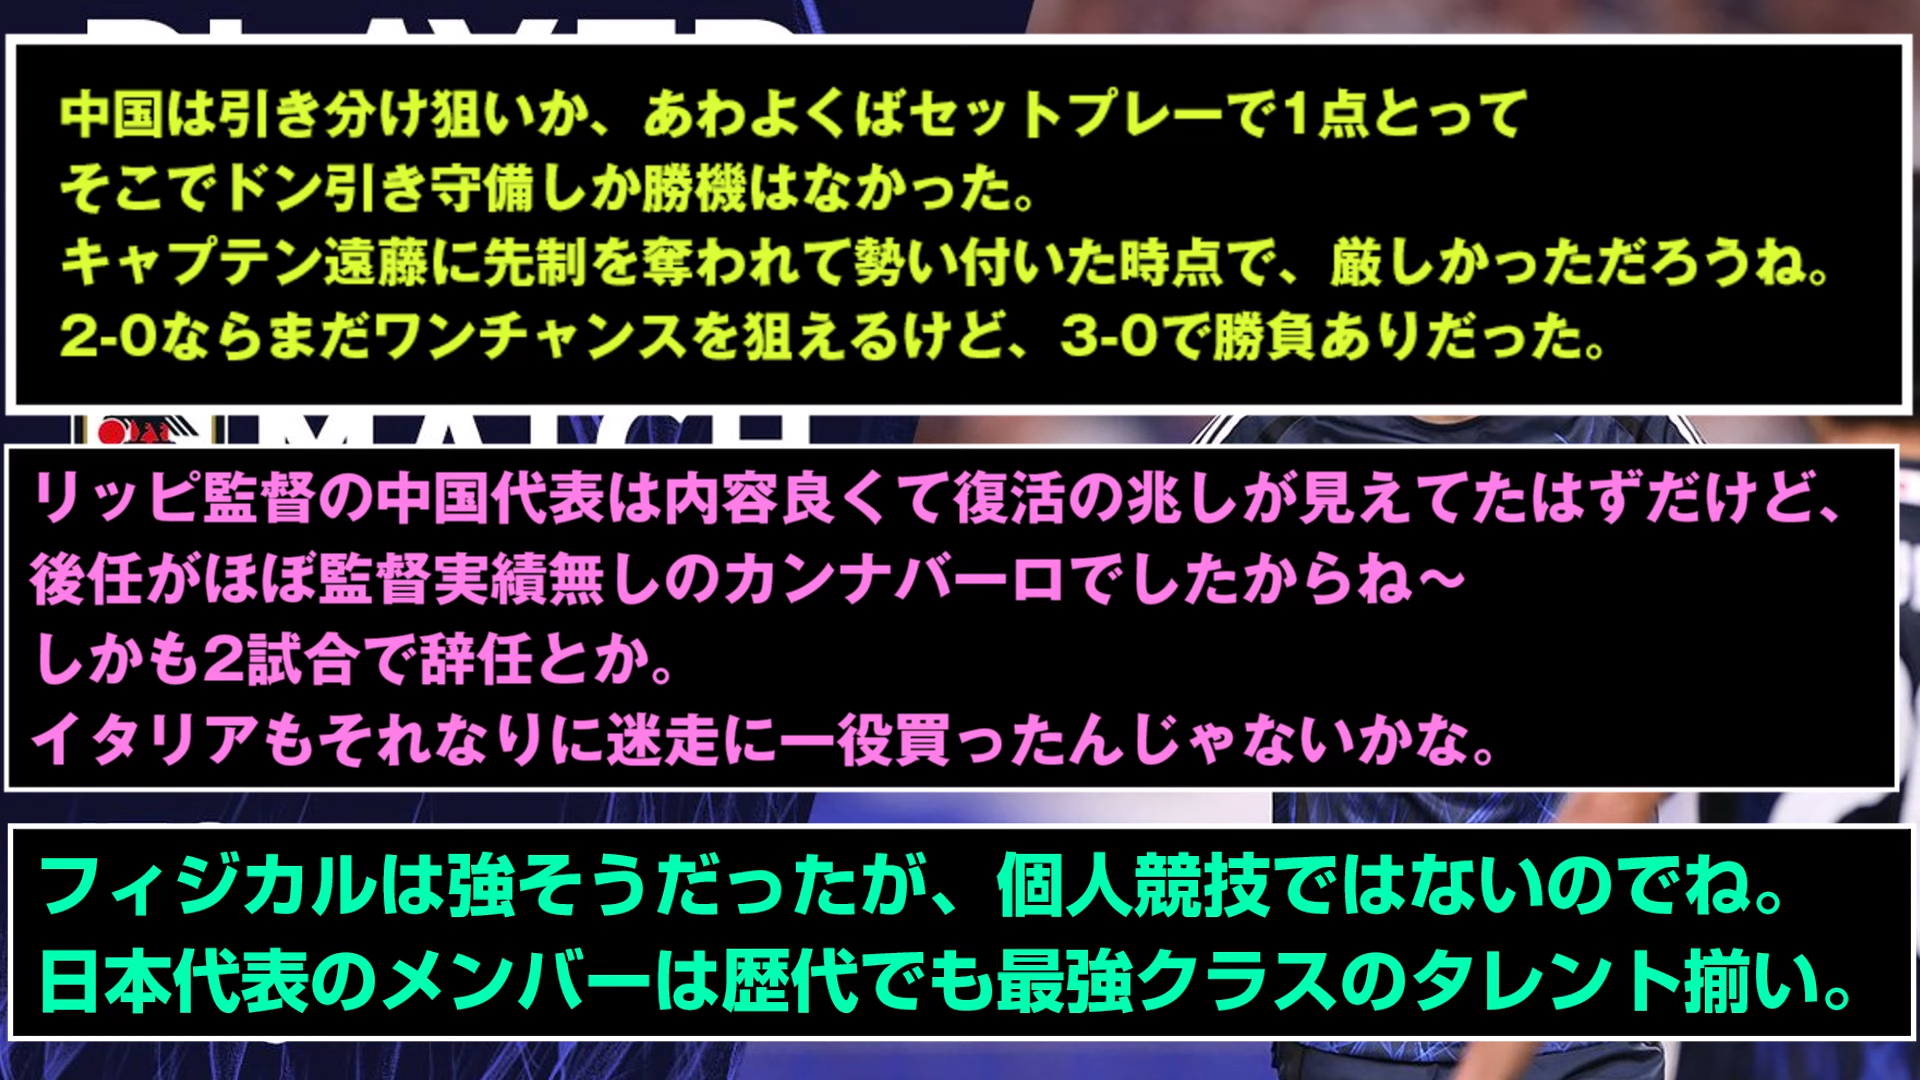 PLAYER
中国は引き分け狙いか、あわよくばセットプレーで1点とって
そこでドン引き守備しか勝機はなかった。
キャプテン遠藤に先制を奪われて勢い付いた時点で、厳しかっただろうね。
2-0ならまだワンチャンスを狙えるけど、3-0で勝負ありだった。
MATCH
リッピ監督の中国代表は内容良くて復活の兆しが見えてたはずだけど、
後任がほぼ監督実績無しのカンナバーロでしたからね～
しかも2試合で辞任とか。
イタリアもそれなりに迷走に一役買ったんじゃないかな。
フィジカルは強そうだったが、個人競技ではないのでね。
日本代表のメンバーは歴代でも最強クラスのタレント揃い。